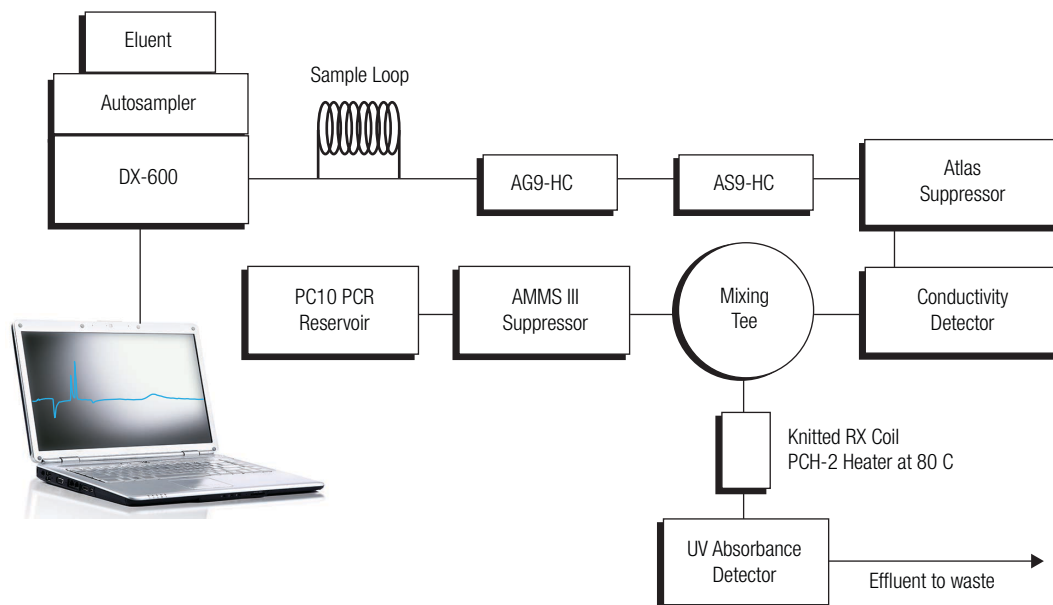 Eluent
Autosampler
DX-600
Sample Loop
AG9-HC
AS9-HC
Atlas
Suppressor
PC10 PCR
Reservoir
AMMS III
Suppressor
Mixing
Tee
Conductivity
Detector
Knitted RX Coil
PCH-2 Heater at 80 C
UV Absorbance
Detector
Effluent to waste